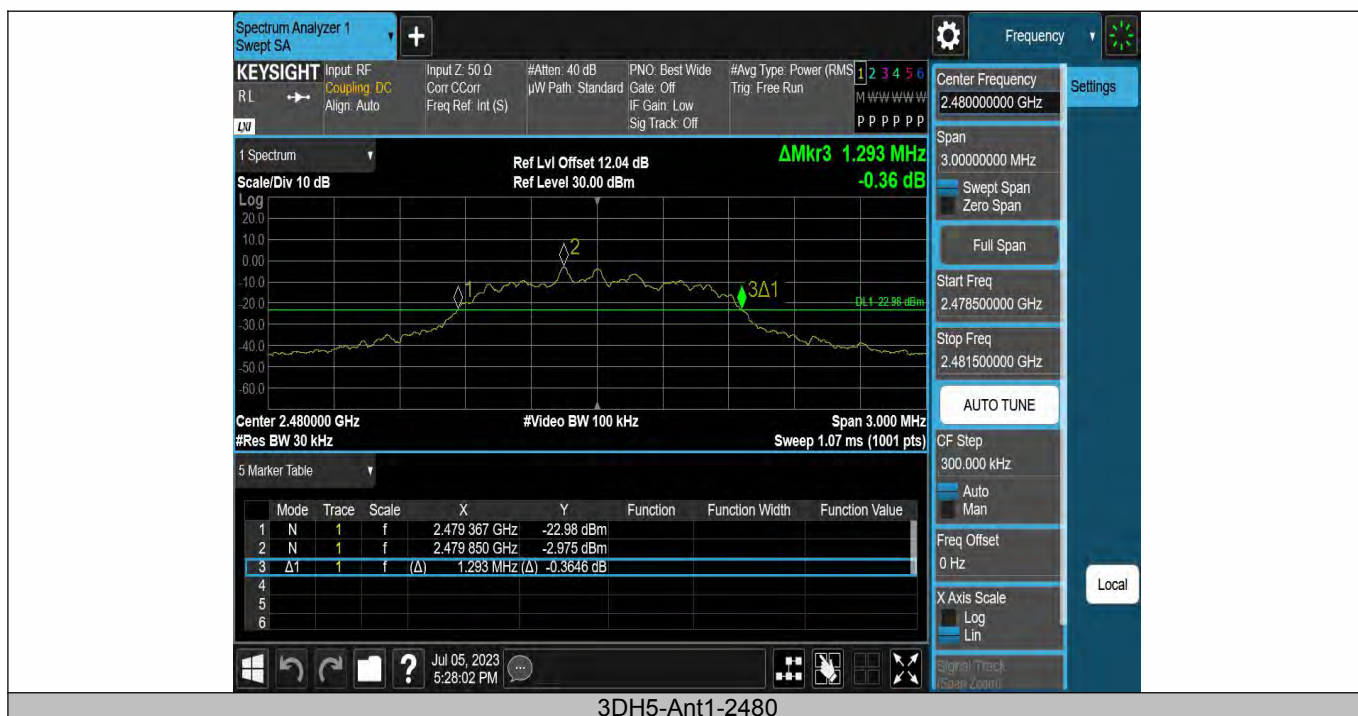 Spectrum Analyzer 1
Swept SA
+
Frequency
KEYSIGHT
RL
LXI
Input: RF
Coupling: DC
Align: Auto
Input Z: 50 Ω
Corr CCorr
Freq Ref: Int (S)
#Atten: 40 dB
µW Path: Standard
PNO: Best Wide
Gate: Off
IF Gain: Low
Sig Track: Off
#Avg Type: Power (RMS
Trig: Free Run
1 2 3 4 5 6
M W W W W W
P P P P P P
1 Spectrum
Scale/Div 10 dB
Ref Lvl Offset 12.04 dB
Ref Level 30.00 dBm
ΔMkr3 1.293 MHz
-0.36 dB
Log
20.0
10.0
0.00
-10.0
-20.0
-30.0
-40.0
-50.0
-60.0
1
2
3Δ1
DL1 -22.98 dBm
Center 2.480000 GHz
#Video BW 100 kHz
Span 3.000 MHz
#Res BW 30 kHz
Sweep 1.07 ms (1001 pts)
5 Marker Table
Mode Trace Scale X Y Function Function Width Function Value
1 N 1 f 2.479 367 GHz -22.98 dBm
2 N 1 f 2.479 850 GHz -2.975 dBm
3 Δ1 1 f (Δ) 1.293 MHz (Δ) -0.3646 dB
4
5
6
Center Frequency
2.480000000 GHz
Settings
Span
3.00000000 MHz
Swept Span
Zero Span
Full Span
Start Freq
2.478500000 GHz
Stop Freq
2.481500000 GHz
AUTO TUNE
CF Step
300.000 kHz
Auto
Man
Freq Offset
0 Hz
X Axis Scale
Log
Lin
Signal Track
(Span Zoom)
Local
?
Jul 05, 2023
5:28:02 PM
3DH5-Ant1-2480